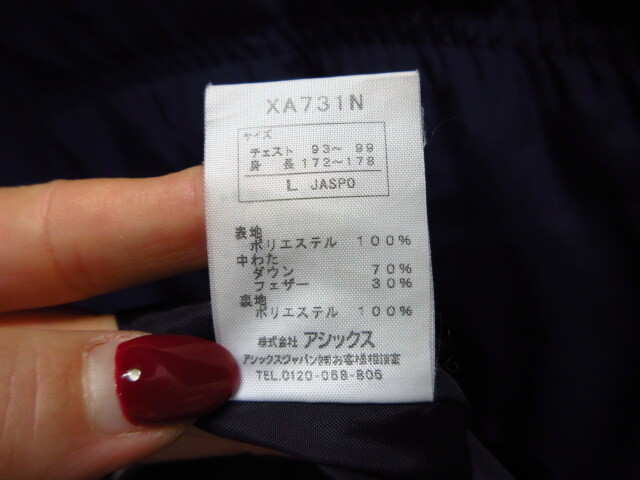 XA731N
サイズ
チェスト 93～ 99
身 長 172～178
L JASPO
表地
ポリエステル 100%
中わた
ダウン 70%
フェザー 30%
裏地
ポリエステル 100%
株式会社 アシックス
アシックスジャパン(株)お客様相談室
TEL.0120-068-806